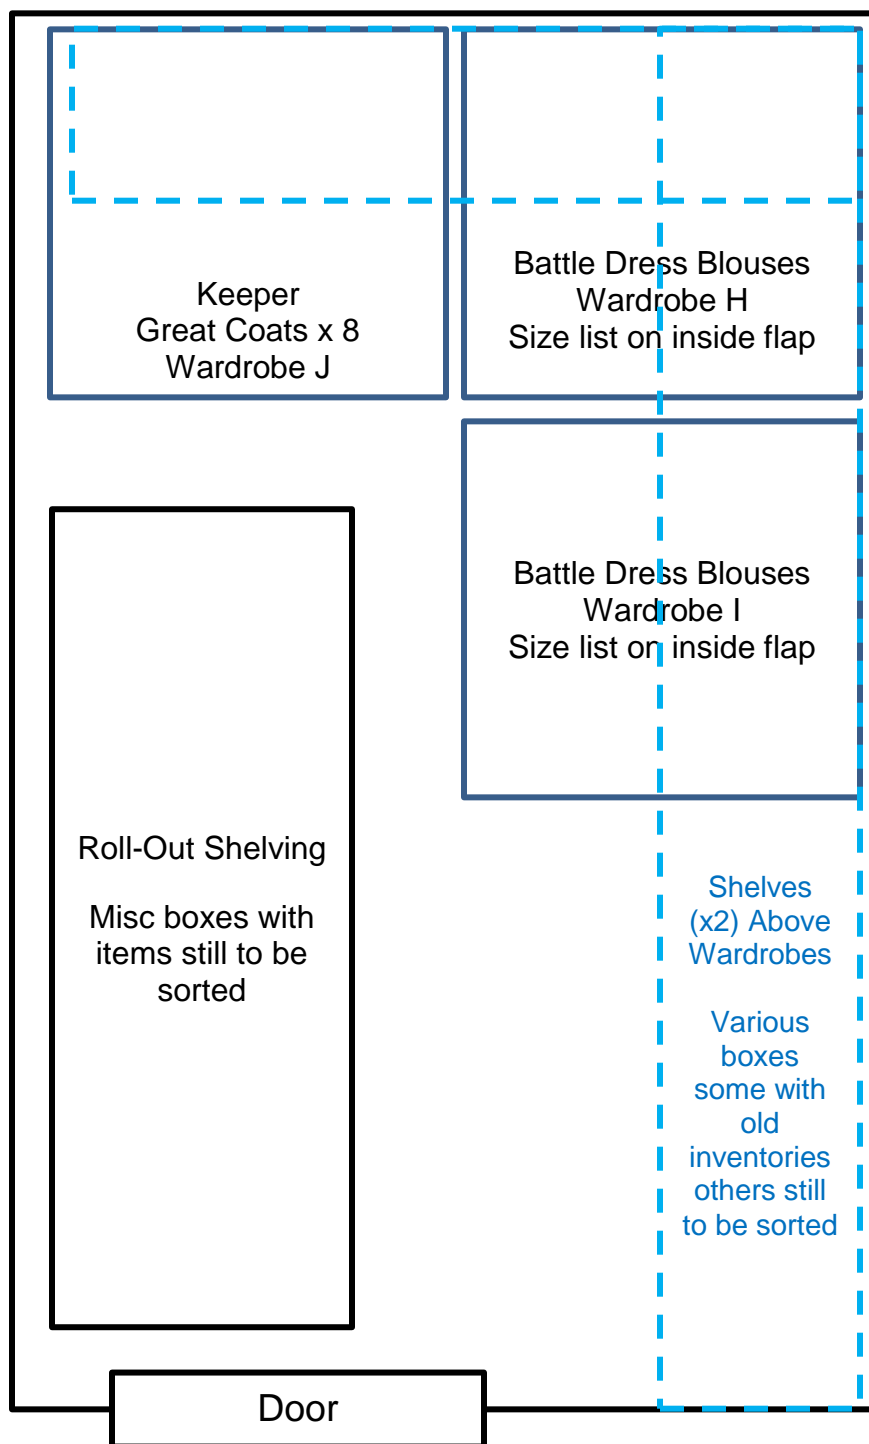 Keeper
Great Coats x 8
Wardrobe J
Battle Dress Blouses
Wardrobe H
Size list on inside flap
Battle Dress Blouses
Wardrobe I
Size list on inside flap
Roll-Out Shelving
Misc boxes with
items still to be
sorted
Shelves
(x2) Above
Wardrobes
Various
boxes
some with
old
inventories
others still
to be sorted
Door